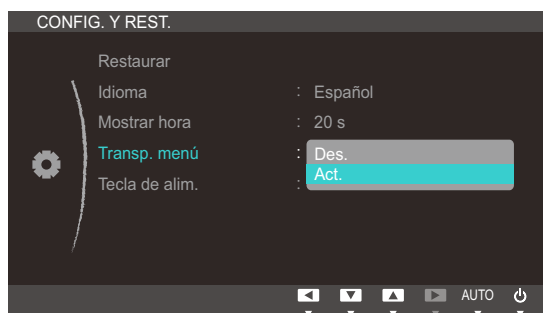 CONFIG. Y REST.
Restaurar
Idioma : Español
Mostrar hora : 20 s
Transp. menú : Des.
Act.
Tecla de alim. :
AUTO